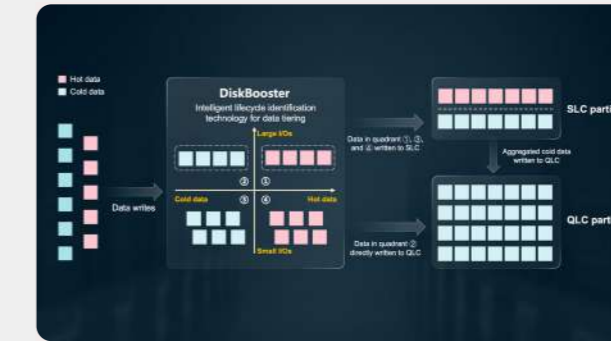 Hot data
Cold data
DiskBooster
Intelligent lifecycle identification
technology for data tiering
Large I/Os
② ①
Cold data
③ ④
Hot data
Small I/Os
Data writes
Data in quadrant ①, ③,
and ④ written to SLC
Data in quadrant ②
directly written to QLC
SLC parti
Aggregated cold data
written to QLC
QLC parti